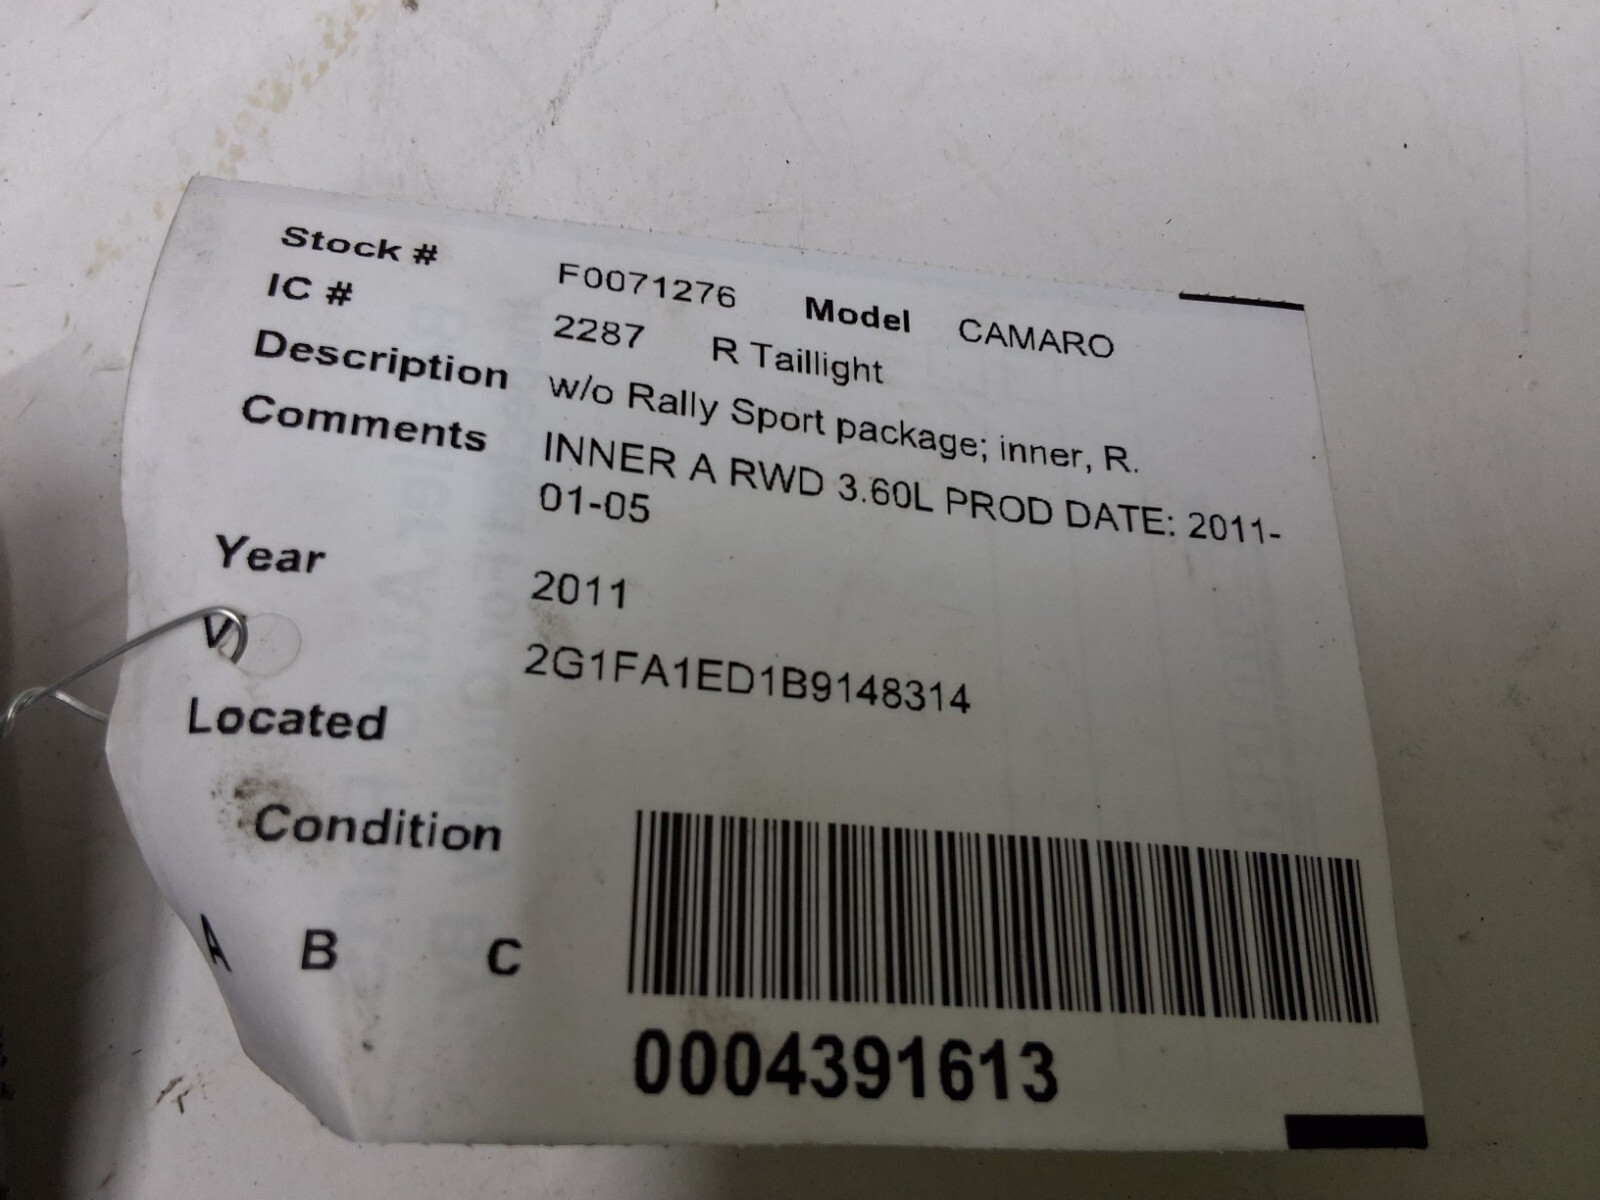 Stock # F0071276 Model CAMARO
IC # 2287 R Taillight
Description w/o Rally Sport package; inner, R.
Comments INNER A RWD 3.60L PROD DATE: 2011-
01-05
Year 2011
V 2G1FA1ED1B9148314
Located
Condition
A B C
0004391613